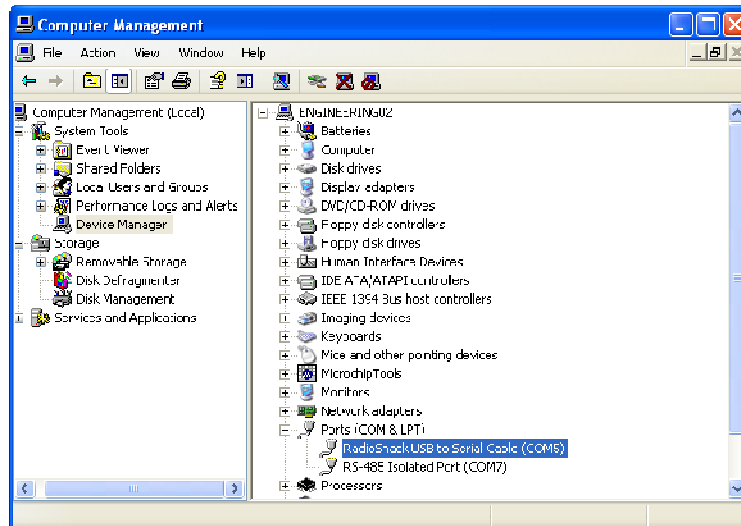 Computer Management
File Action View Window Help
Computer Management (Local)
System Tools
Event Viewer
Shared Folders
Local Users and Groups
Performance Logs and Alerts
Device Manager
Storage
Removable Storage
Disk Defragmenter
Disk Management
Services and Applications
ENGINEERING02
Batteries
Computer
Disk drives
Display adapters
DVD/CD-ROM drives
Floppy disk controllers
Floppy disk drives
Human Interface Devices
IDE ATA/ATAPI controllers
IEEE 1394 Bus host controllers
Imaging devices
Keyboards
Mice and other pointing devices
Microchip Tools
Monitors
Network adapters
Ports (COM & LPT)
RadioShack USB to Serial Cable
RS-485 Isolated Port (COM7)
Processors